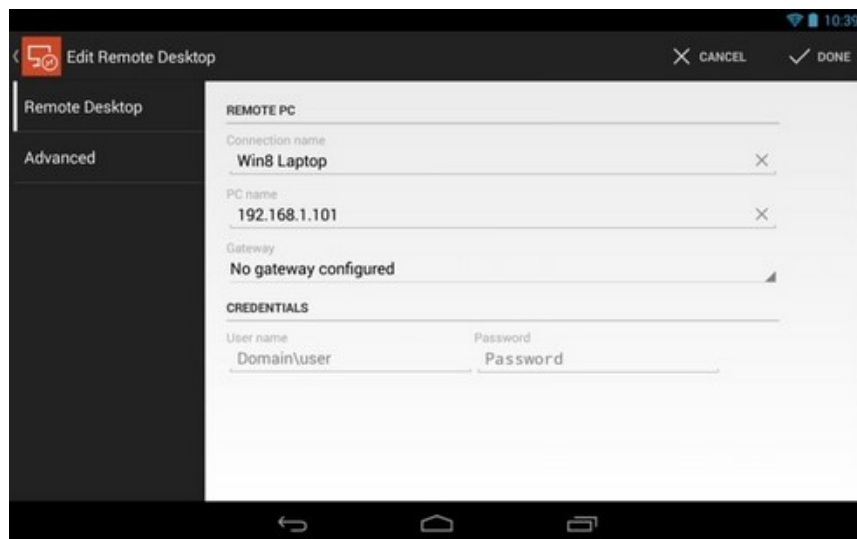 10:39
Edit Remote Desktop
CANCEL
DONE
Remote Desktop
Advanced
REMOTE PC
Connection name
Win8 Laptop
PC name
192.168.1.101
Gateway
No gateway configured
CREDENTIALS
User name Password
Domain\user Password